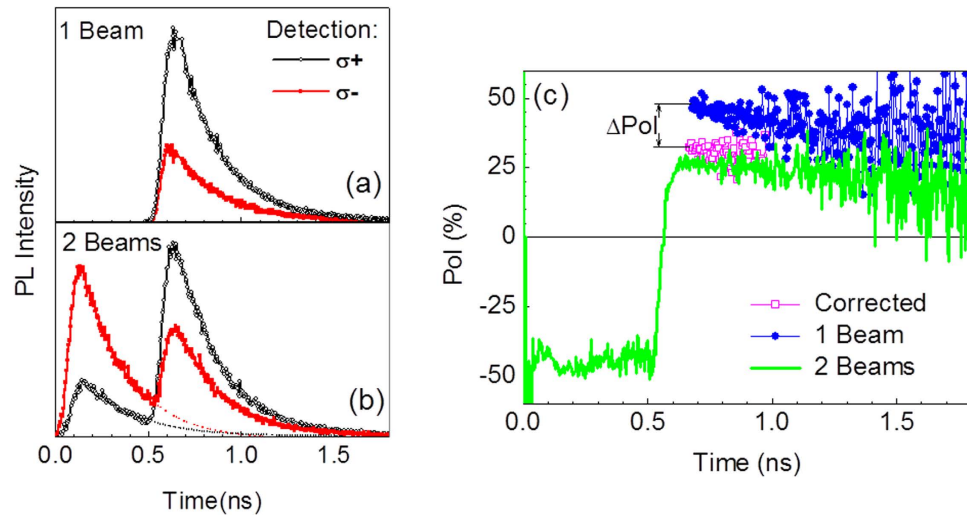 1 Beam
Detection:
σ+
σ-
(a)
2 Beams
(b)
PL Intensity
0.0
0.5
1.0
1.5
Time(ns)
(c)
50
25
0
-25
-50
Pol (%)
ΔPol
Corrected
1 Beam
2 Beams
0.0
0.5
1.0
1.5
Time (ns)